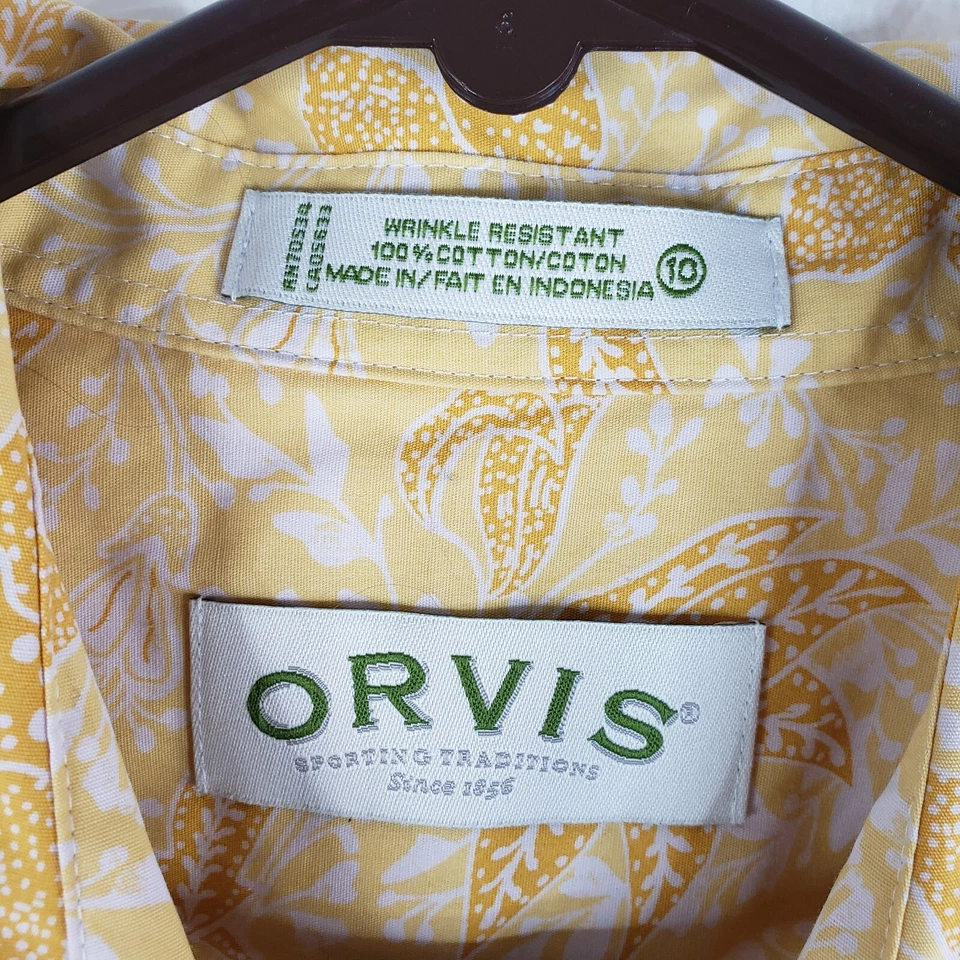 WRINKLE RESISTANT
100% COTTON/COTON
MADE IN/FAIT EN INDONESIA
10
ORVIS®
SPORTING TRADITIONS
Since 1856